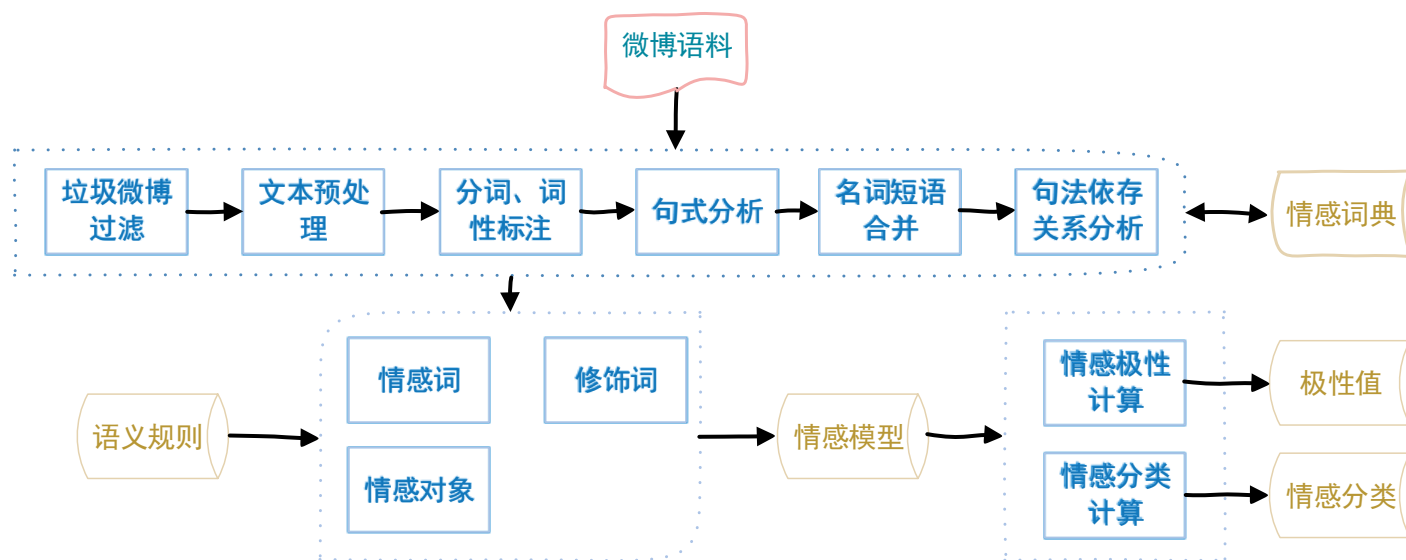 微博语料
垃圾微博
过滤
文本预处
理
分词、词
性标注
句式分析
名词短语
合并
句法依存
关系分析
情感词典
情感词
修饰词
情感对象
语义规则
情感模型
情感极性
计算
极性值
情感分类
计算
情感分类